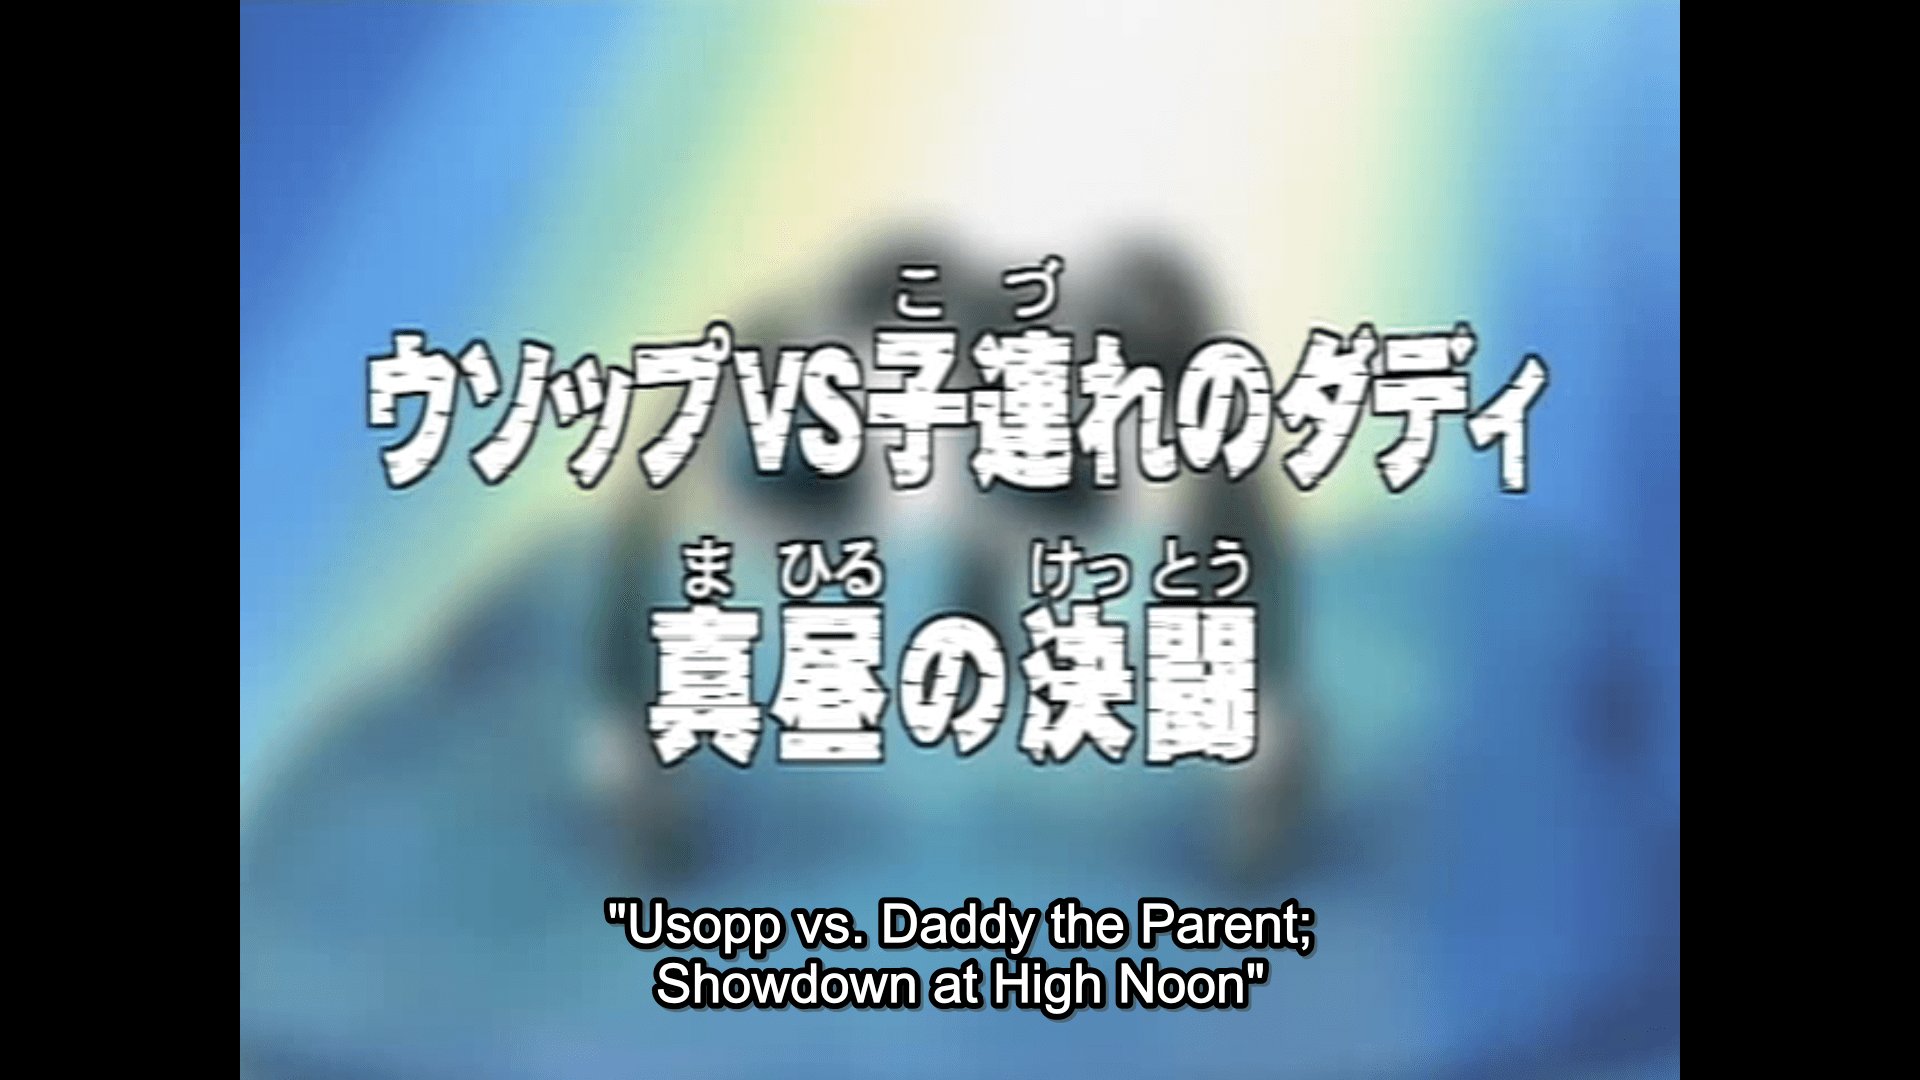 こづ
ウソップVS子連れのダディ
まひる けっとう
真昼の決闘
"Usopp vs. Daddy the Parent;
Showdown at High Noon"